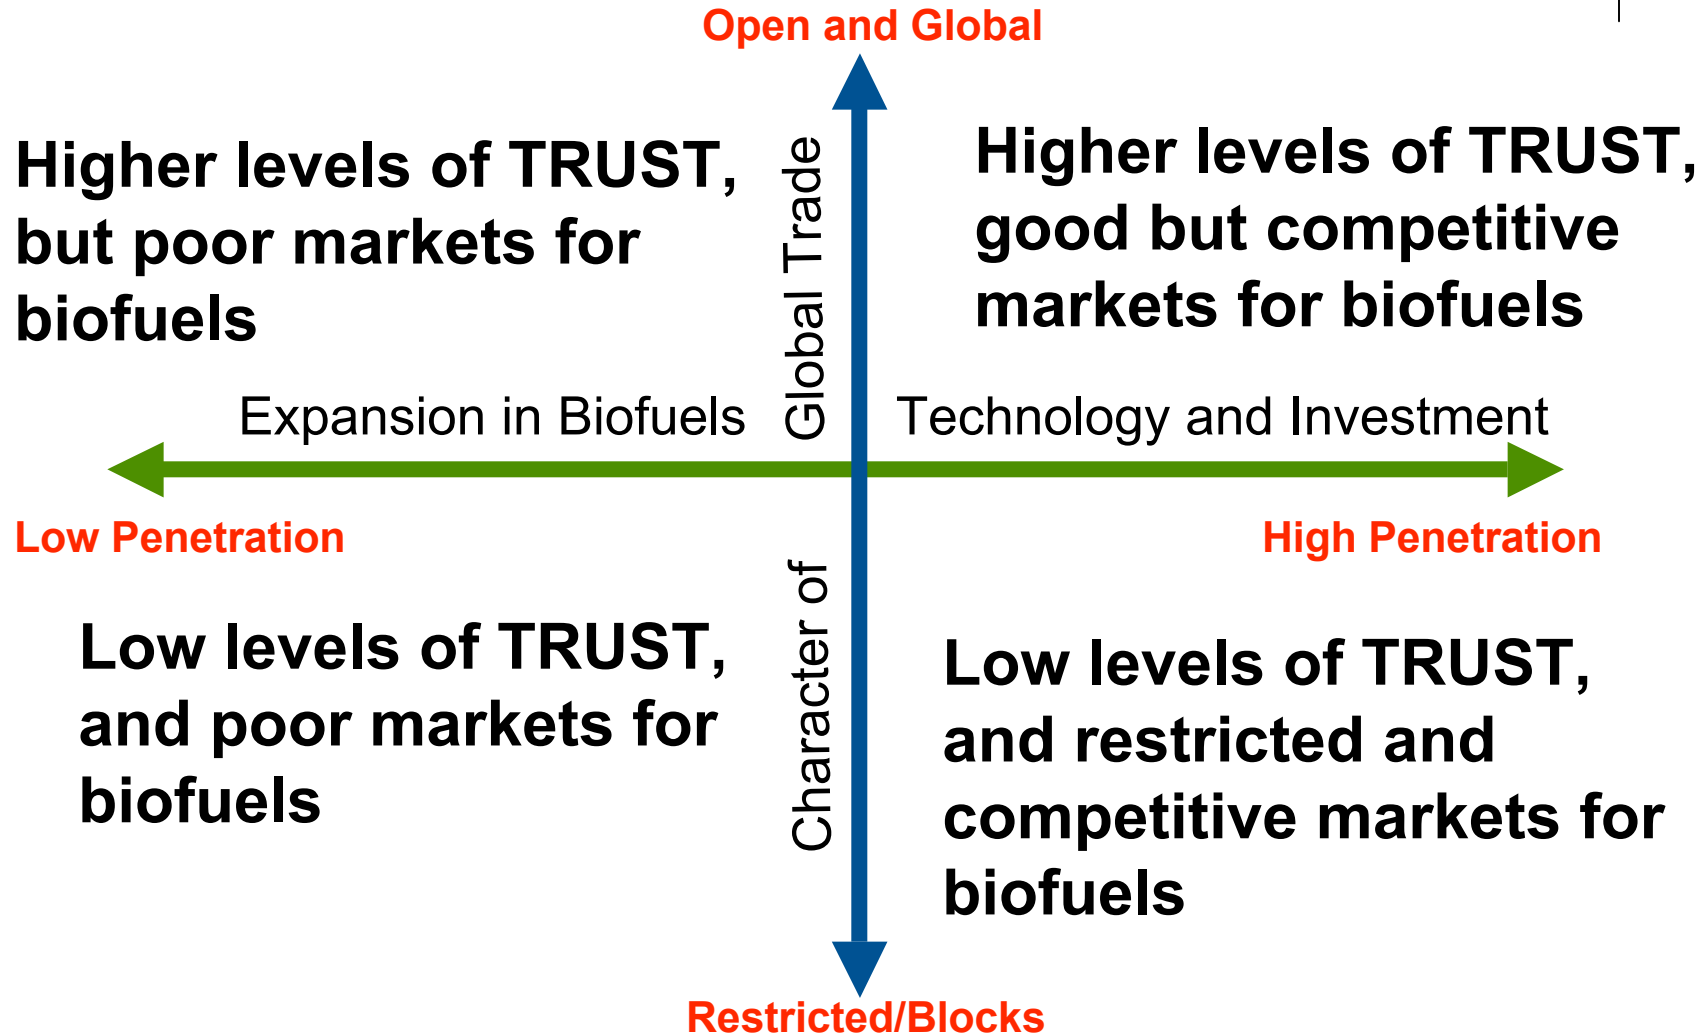 Open and Global
Higher levels of TRUST,
but poor markets for
biofuels
Higher levels of TRUST,
good but competitive
markets for biofuels
Expansion in Biofuels
Technology and Investment
Character of
Global Trade
Low Penetration
High Penetration
Low levels of TRUST,
and poor markets for
biofuels
Low levels of TRUST,
and restricted and
competitive markets for
biofuels
Restricted/Blocks